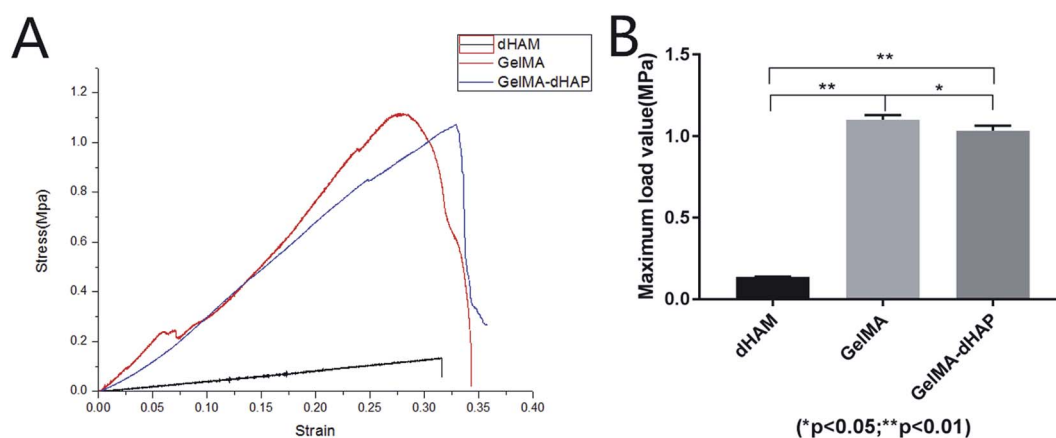 A
dHAM
GelMA
GelMA-dHAP
1.2
1.0
0.8
0.6
0.4
0.2
0.0
Stress(Mpa)
0.00 0.05 0.10 0.15 0.20 0.25 0.30 0.35 0.40
Strain
B
1.5
1.0
0.5
0.0
Maximum load value(MPa)
**
** *
dHAM GelMA GelMA-dHAP
(*p<0.05;**p<0.01)